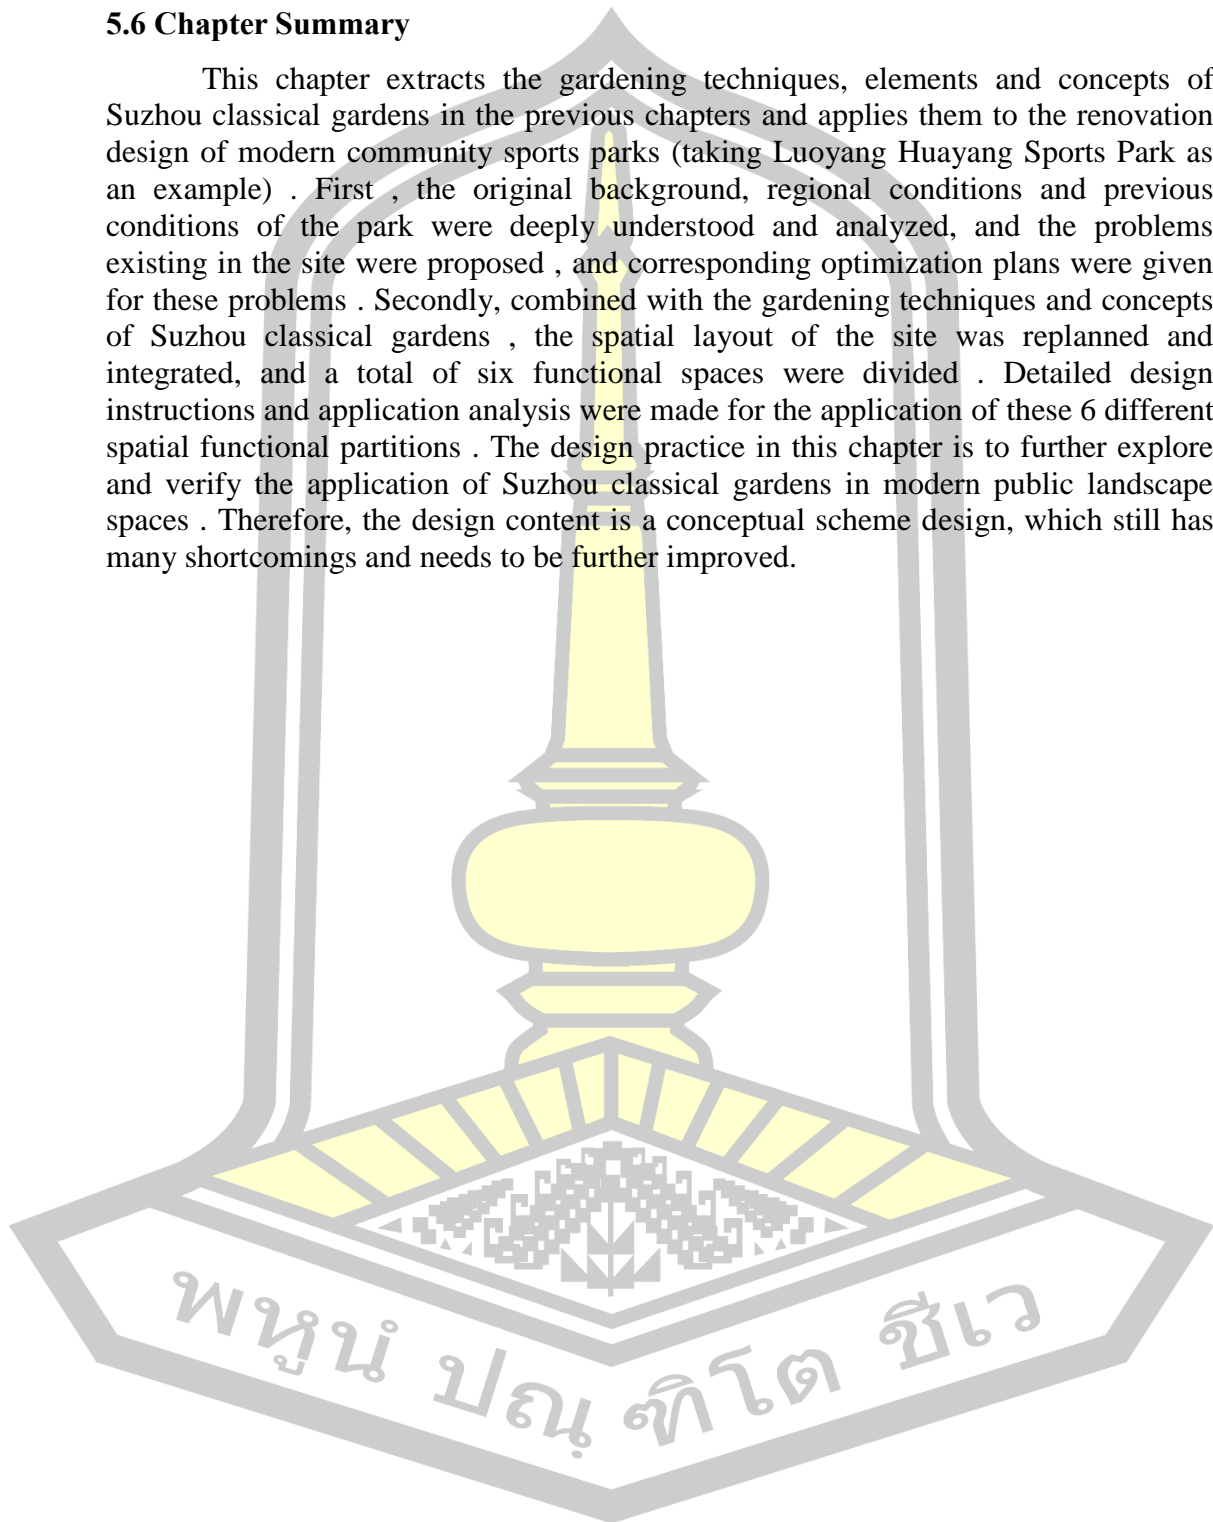 5.6 Chapter Summary
This chapter extracts the gardening techniques, elements and concepts of
Suzhou classical gardens in the previous chapters and applies them to the renovation
design of modern community sports parks (taking Luoyang Huayang Sports Park as
an example) . First , the original background, regional conditions and previous
conditions of the park were deeply understood and analyzed, and the problems
existing in the site were proposed , and corresponding optimization plans were given
for these problems . Secondly, combined with the gardening techniques and concepts
of Suzhou classical gardens , the spatial layout of the site was replanned and
integrated, and a total of six functional spaces were divided . Detailed design
instructions and application analysis were made for the application of these 6 different
spatial functional partitions . The design practice in this chapter is to further explore
and verify the application of Suzhou classical gardens in modern public landscape
spaces . Therefore, the design content is a conceptual scheme design, which still has
many shortcomings and needs to be further improved.
พหูนํ ปณฺ ฑิโต ชีเว